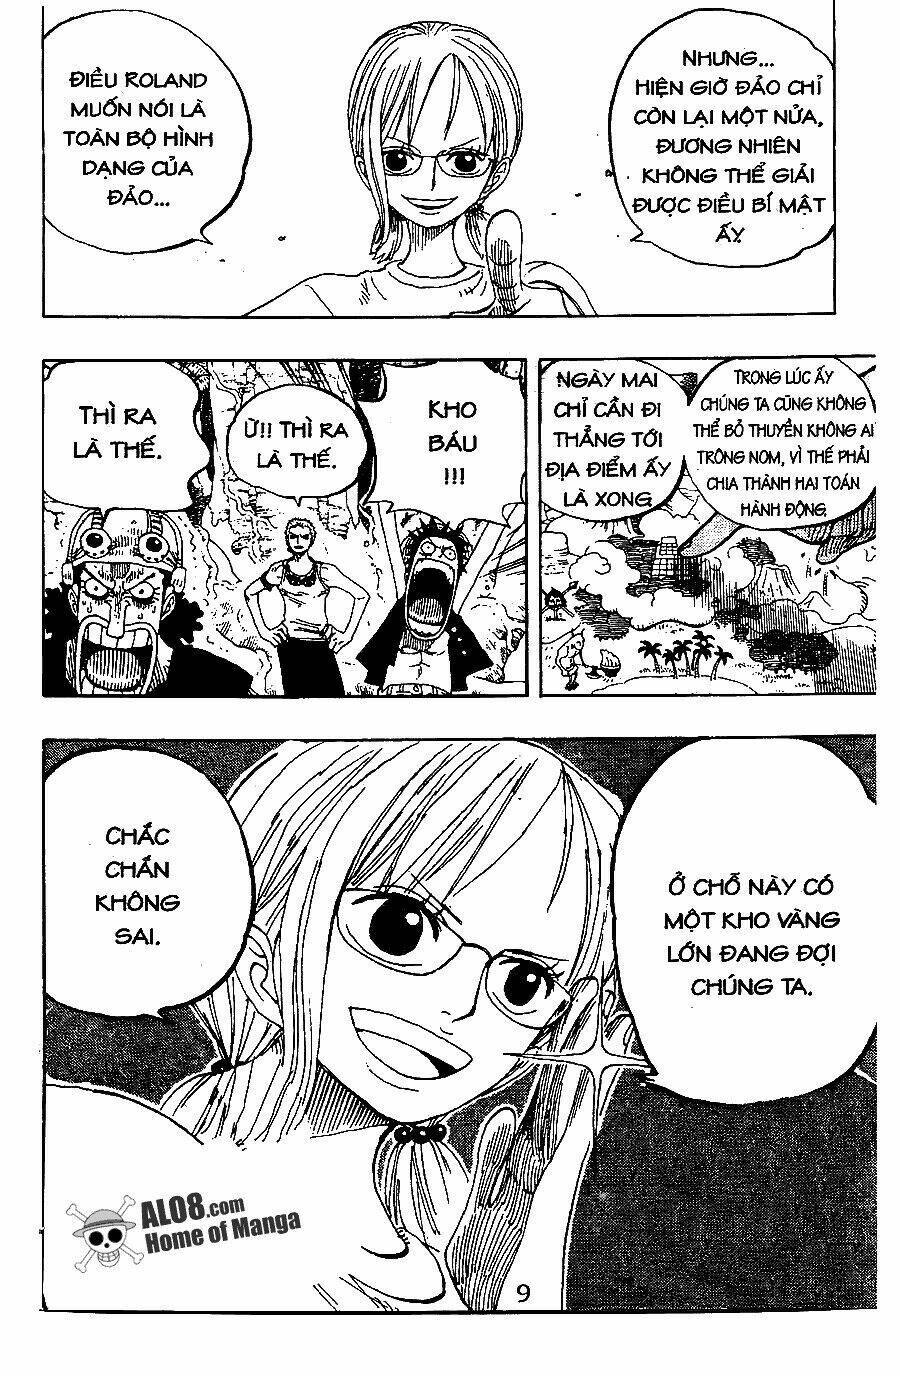 ĐIỀU ROLAND
MUỐN NÓI LÀ
TOÀN BỘ HÌNH
DẠNG CỦA
ĐẢO...
NHƯNG...
HIỆN GIỜ ĐẢO CHỈ
CÒN LẠI MỘT NỬA,
ĐƯƠNG NHIÊN
KHÔNG THỂ GIẢI
ĐƯỢC ĐIỀU BÍ MẬT
ẤY.
THÌ RA
LÀ THẾ.
Ừ!! THÌ RA
LÀ THẾ.
KHO
BÁU
!!!
NGÀY MAI
CHỈ CẦN ĐI
THẲNG TỚI
ĐỊA ĐIỂM ẤY
LÀ XONG
TRONG LÚC ẤY
CHÚNG TA CŨNG KHÔNG
THỂ BỎ THUYỀN KHÔNG AI
TRÔNG NOM, VÌ THẾ PHẢI
CHIA THÀNH HAI TOÁN
HÀNH ĐỘNG
CHẮC
CHẮN
KHÔNG
SAI.
Ở CHỖ NÀY CÓ
MỘT KHO VÀNG
LỚN ĐANG ĐỢI
CHÚNG TA.
AL08.com
Home of Manga
9